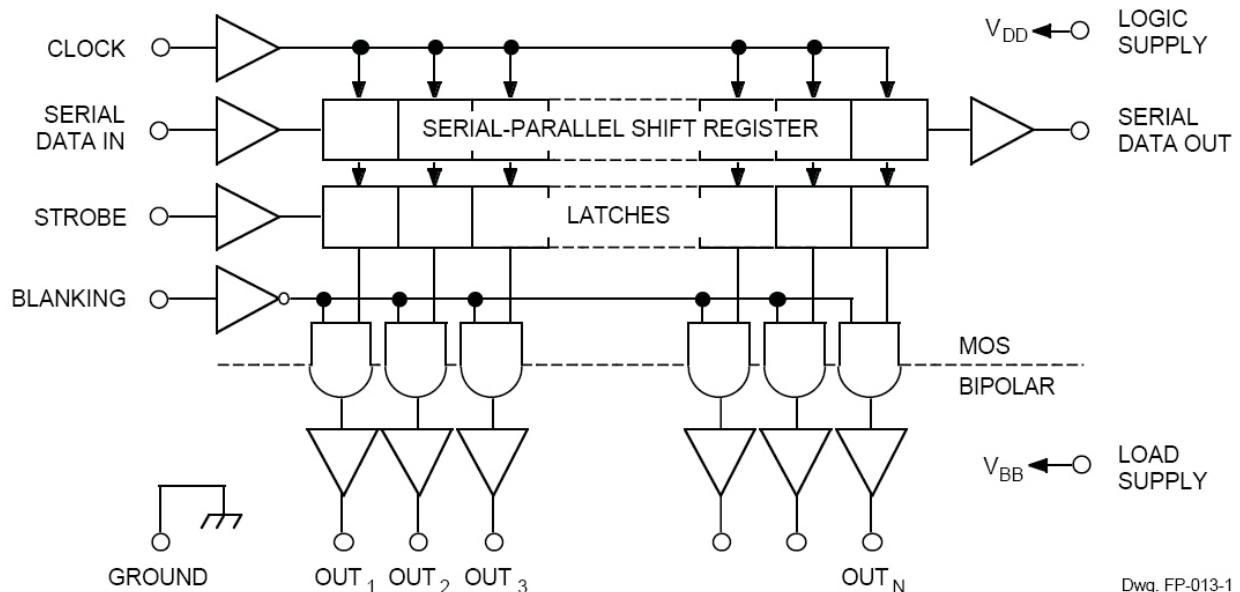 CLOCK
SERIAL
DATA IN
STROBE
BLANKING
SERIAL-PARALLEL SHIFT REGISTER
LATCHES
VDD
LOGIC
SUPPLY
SERIAL
DATA OUT
MOS
BIPOLAR
VBB
LOAD
SUPPLY
GROUND
OUT1
OUT2
OUT3
OUTN
Dwg. FP-013-1